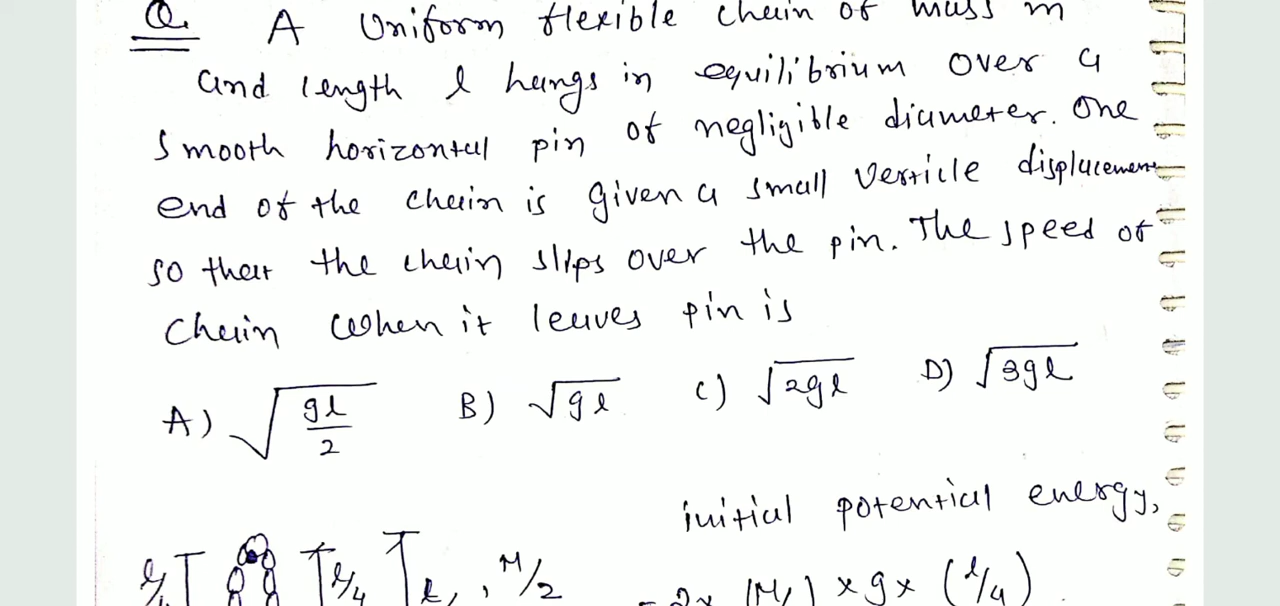 Q. A Uniform flexible chain of mass m
and length l hangs in equilibrium over a
smooth horizontal pin of negligible diameter. One
end of the chain is given a small verticle displacement
so that the chain slips over the pin. The speed of
chain when it leaves pin is
A) √(gl/2) B) √gl C) √2gl D) √3gl
initial potential energy,
M/2
x g x (l/4)